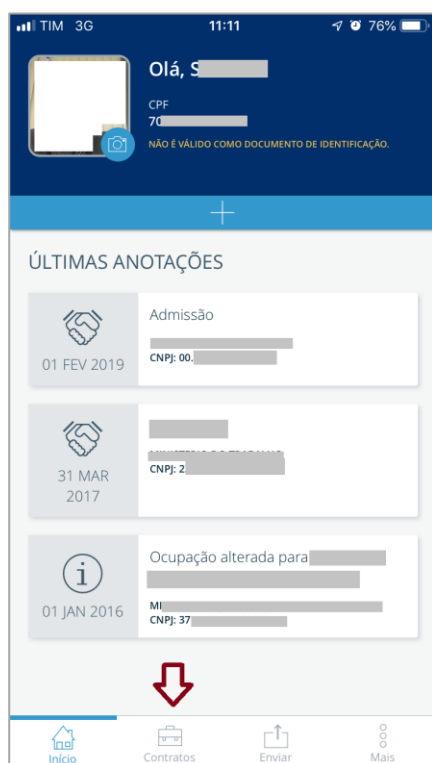 TIM 3G 11:11 76%
Olá, S
CPF
70
NÃO É VÁLIDO COMO DOCUMENTO DE IDENTIFICAÇÃO.
ÚLTIMAS ANOTAÇÕES
Admissão
01 FEV 2019
CNPJ: 00.
31 MAR
2017
CNPJ: 2
Ocupação alterada para
i
01 JAN 2016
MI
CNPJ: 37
Início Contratos Enviar Mais